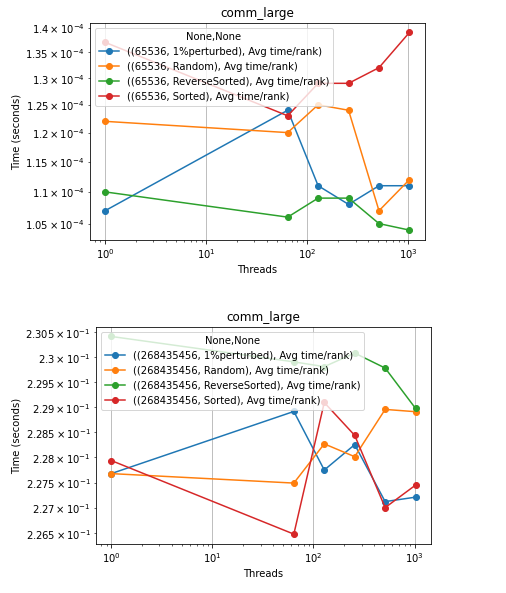 comm_large
None,None
((65536, 1%perturbed), Avg time/rank)
((65536, Random), Avg time/rank)
((65536, ReverseSorted), Avg time/rank)
((65536, Sorted), Avg time/rank)
1.4 × 10⁻⁴
1.35 × 10⁻⁴
1.3 × 10⁻⁴
1.25 × 10⁻⁴
1.2 × 10⁻⁴
1.15 × 10⁻⁴
1.1 × 10⁻⁴
1.05 × 10⁻⁴
Time (seconds)
10⁰ 10¹ 10² 10³
Threads
comm_large
None,None
((268435456, 1%perturbed), Avg time/rank)
((268435456, Random), Avg time/rank)
((268435456, ReverseSorted), Avg time/rank)
((268435456, Sorted), Avg time/rank)
2.305 × 10⁻¹
2.3 × 10⁻¹
2.295 × 10⁻¹
2.29 × 10⁻¹
2.285 × 10⁻¹
2.28 × 10⁻¹
2.275 × 10⁻¹
2.27 × 10⁻¹
2.265 × 10⁻¹
Time (seconds)
10⁰ 10¹ 10² 10³
Threads